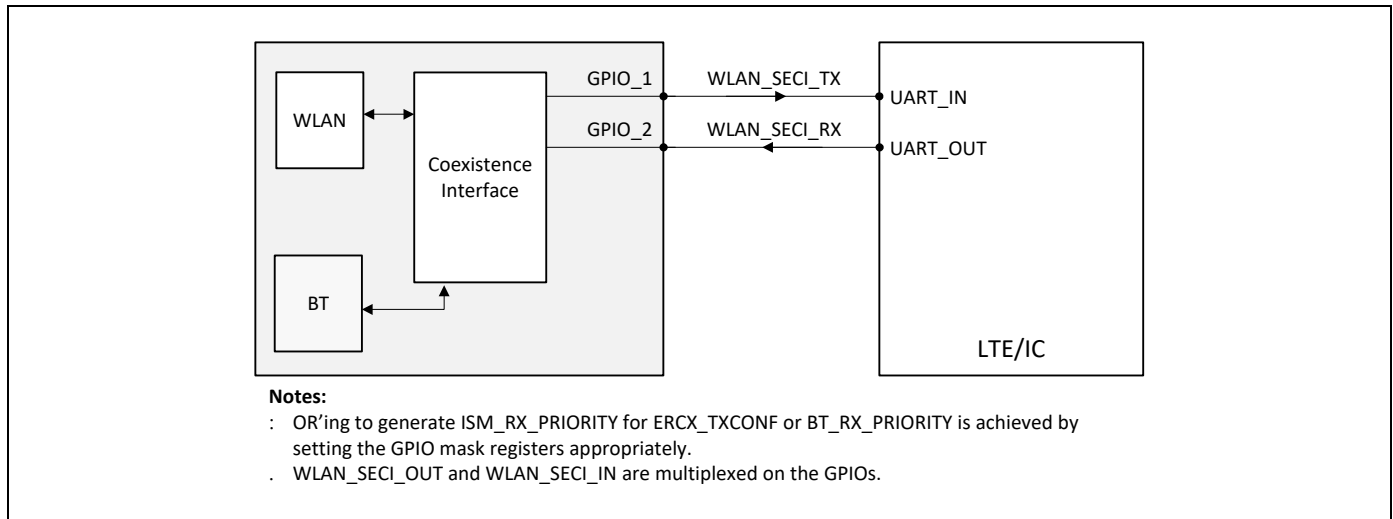 GPIO_1 WLAN_SECI_TX
UART_IN
WLAN
GPIO_2 WLAN_SECI_RX
UART_OUT
Coexistence
Interface
BT
LTE/IC
Notes:
: OR'ing to generate ISM_RX_PRIORITY for ERCX_TXCONF or BT_RX_PRIORITY is achieved by
setting the GPIO mask registers appropriately.
. WLAN_SECI_OUT and WLAN_SECI_IN are multiplexed on the GPIOs.